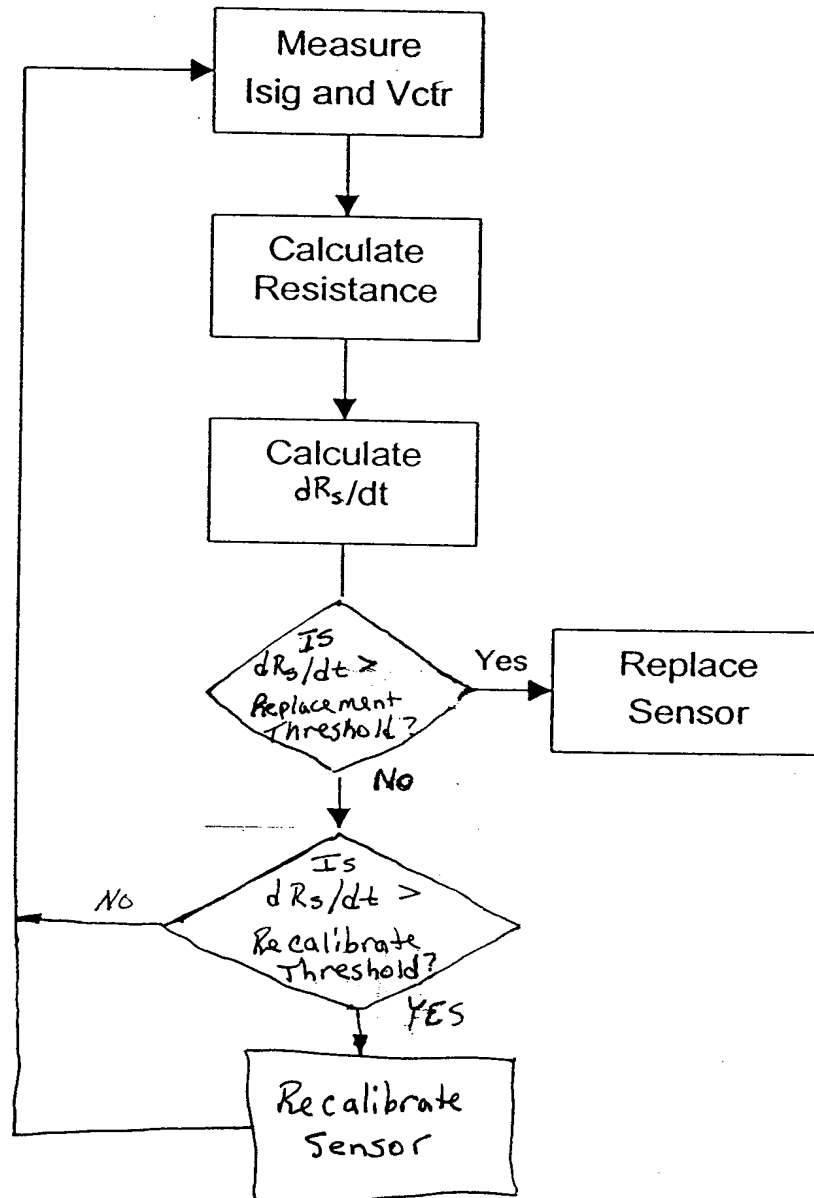 Measure
Isig and Vctr
Calculate
Resistance
Calculate
dRs/dt
Is
dRs/dt >
Replacement
Threshold?
Yes
Replace
Sensor
No
Is
dRs/dt >
Recalibrate
Threshold?
No
YES
Recalibrate
Sensor